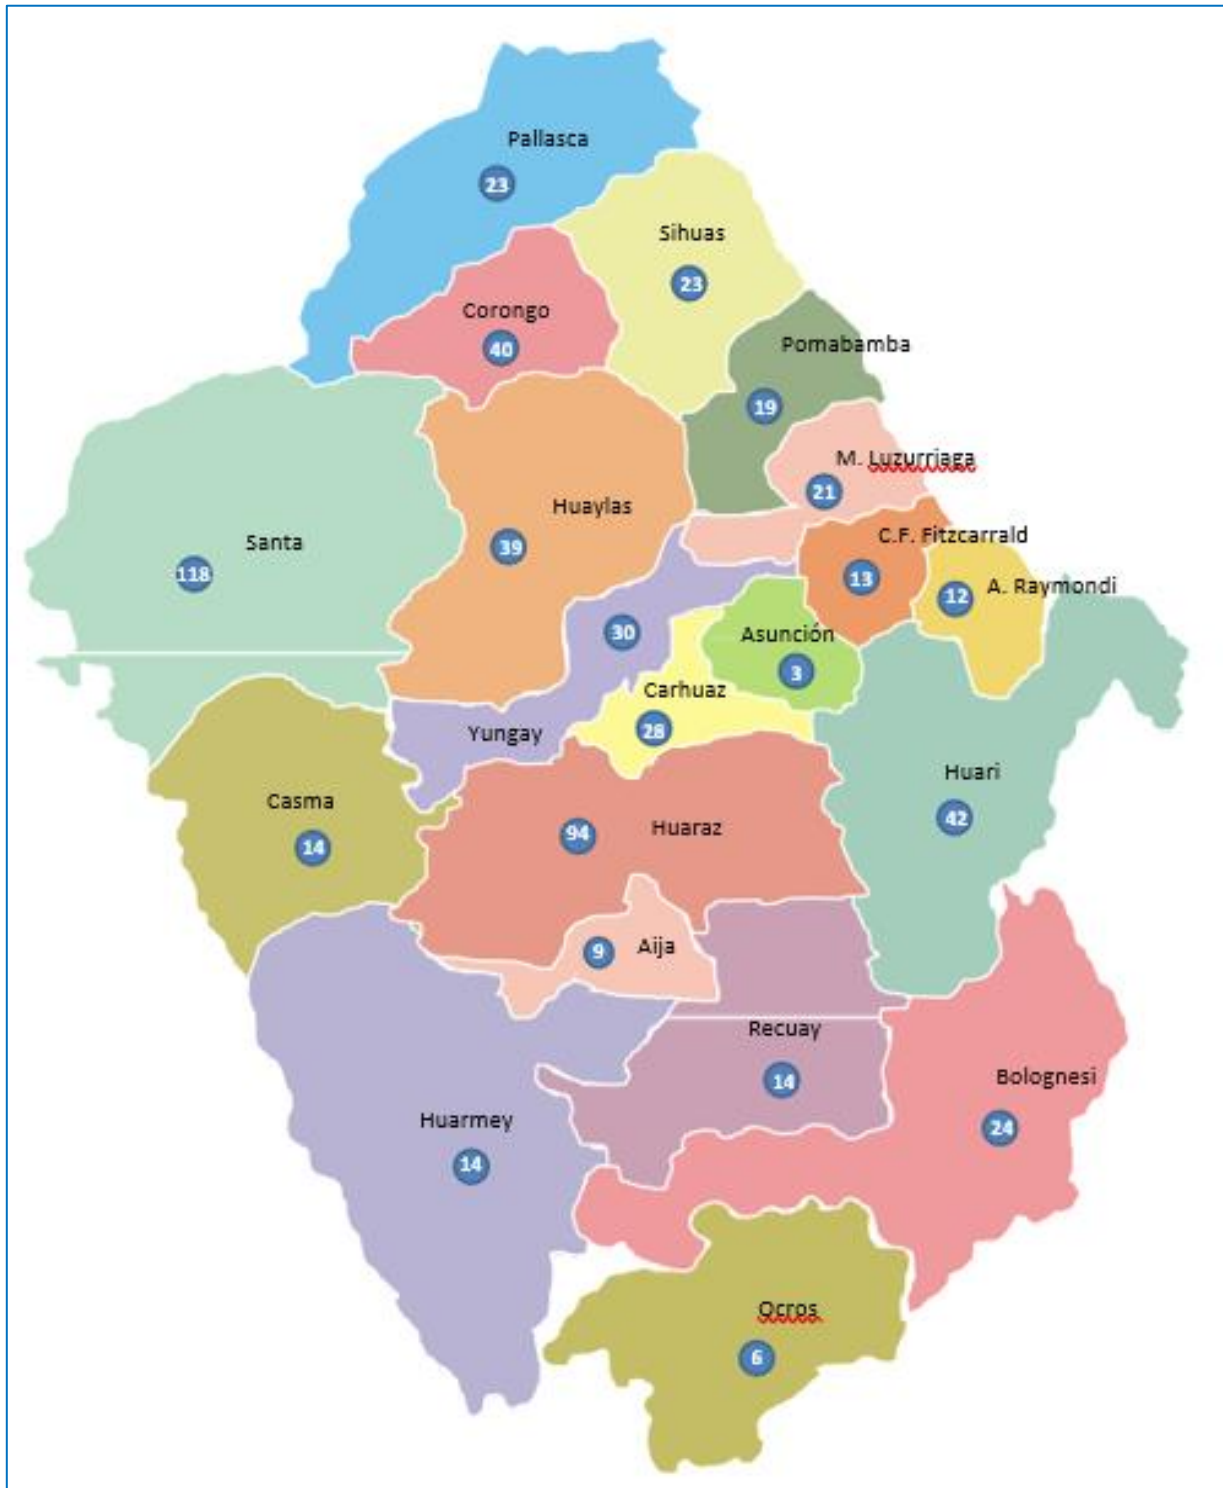 Pallasca
23
Sihuas
23
Corongo
40
Pomabamba
19
M. Luzurriaga
21
Huaylas
39
Santa
118
C.F. Fitzcarrald
13
A. Raymondi
12
30
Yungay
Asunción
3
Carhuaz
28
Huari
42
Casma
14
Huaraz
94
Aija
9
Recuay
14
Bolognesi
24
Huarmey
14
Ocros
6